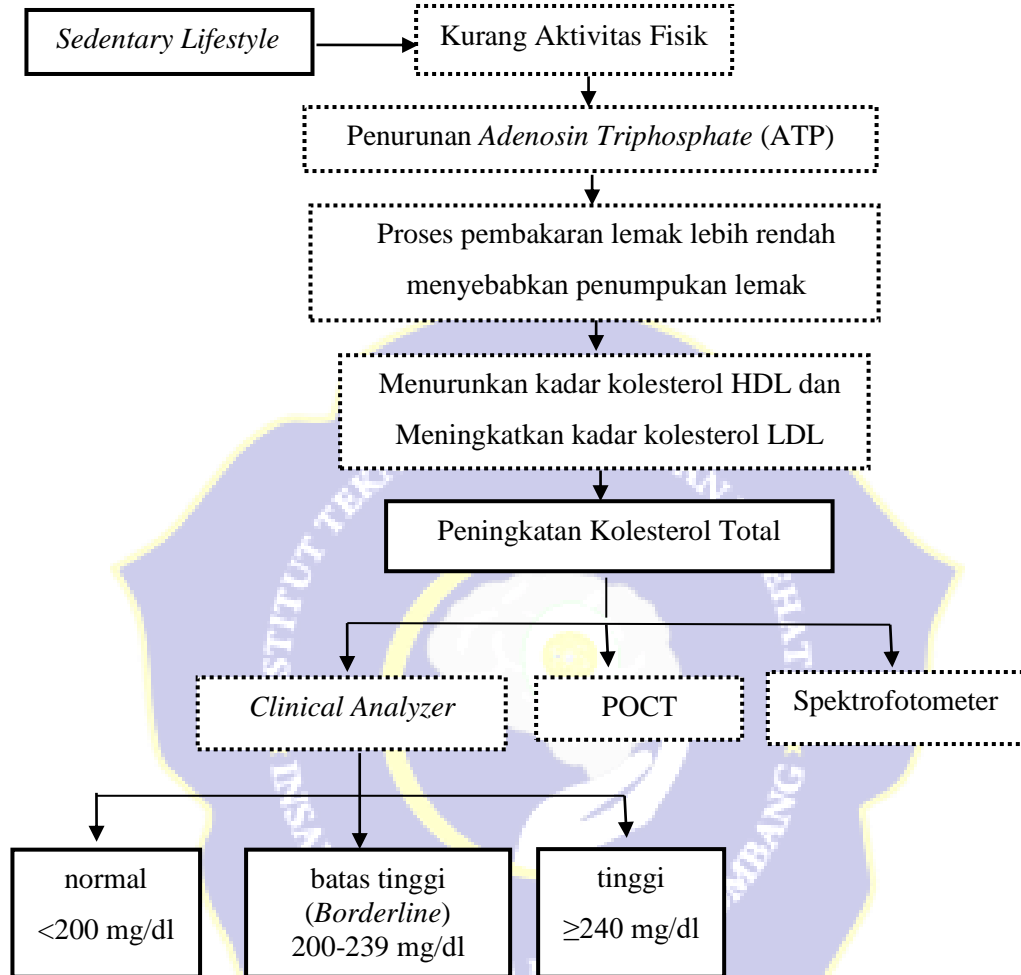 Sedentary Lifestyle
Kurang Aktivitas Fisik
Penurunan Adenosin Triphosphate (ATP)
Proses pembakaran lemak lebih rendah
menyebabkan penumpukan lemak
Menurunkan kadar kolesterol HDL dan
Meningkatkan kadar kolesterol LDL
Peningkatan Kolesterol Total
Clinical Analyzer
POCT
Spektrofotometer
normal
<200 mg/dl
batas tinggi
(Borderline)
200-239 mg/dl
tinggi
≥240 mg/dl